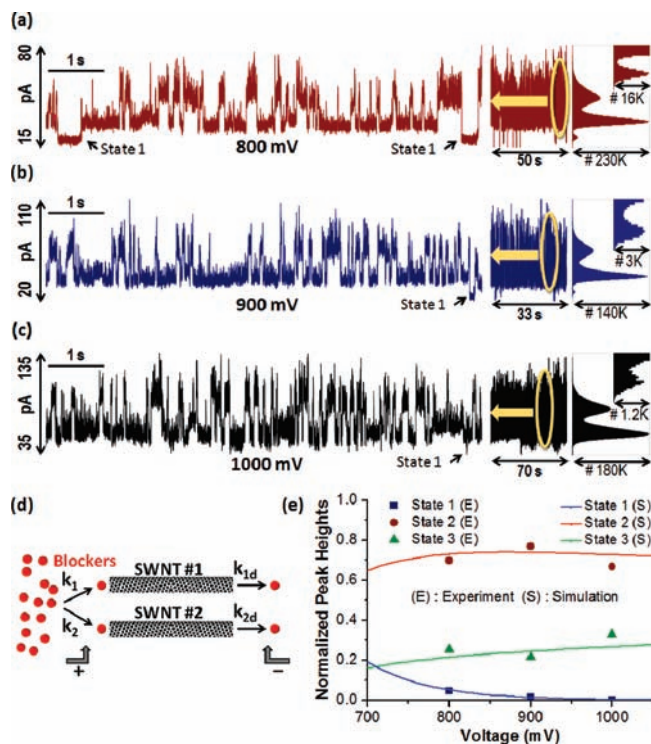 (a)
80
pA
15
1s
State 1
800 mV
State 1
50 s
# 16K
# 230K
(b)
110
pA
20
1s
900 mV
State 1
33 s
# 3K
# 140K
(c)
135
pA
35
1s
1000 mV
State 1
70 s
# 1.2K
# 180K
(d)
Blockers
k1
k2
SWNT #1
SWNT #2
k1d
k2d
+
−
(e)
Normalized Peak Heights
1.0
0.8
0.6
0.4
0.2
0.0
State 1 (E)
State 2 (E)
State 3 (E)
State 1 (S)
State 2 (S)
State 3 (S)
(E) : Experiment (S) : Simulation
700 800 900 1000
Voltage (mV)